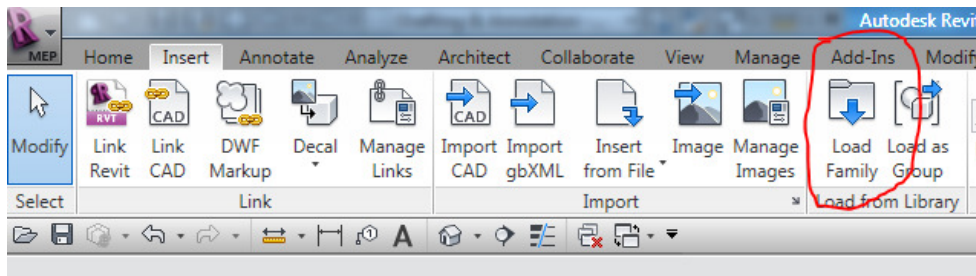 Autodesk Revi
MEP Home Insert Annotate Analyze Architect Collaborate View Manage Add-Ins Modify
Modify Link Revit Link CAD DWF Markup Decal Manage Links Import CAD Import gbXML Insert from File Image Manage Images Load Family Load as Group
RVT CAD CAD
Select Link Import Load from Library
A